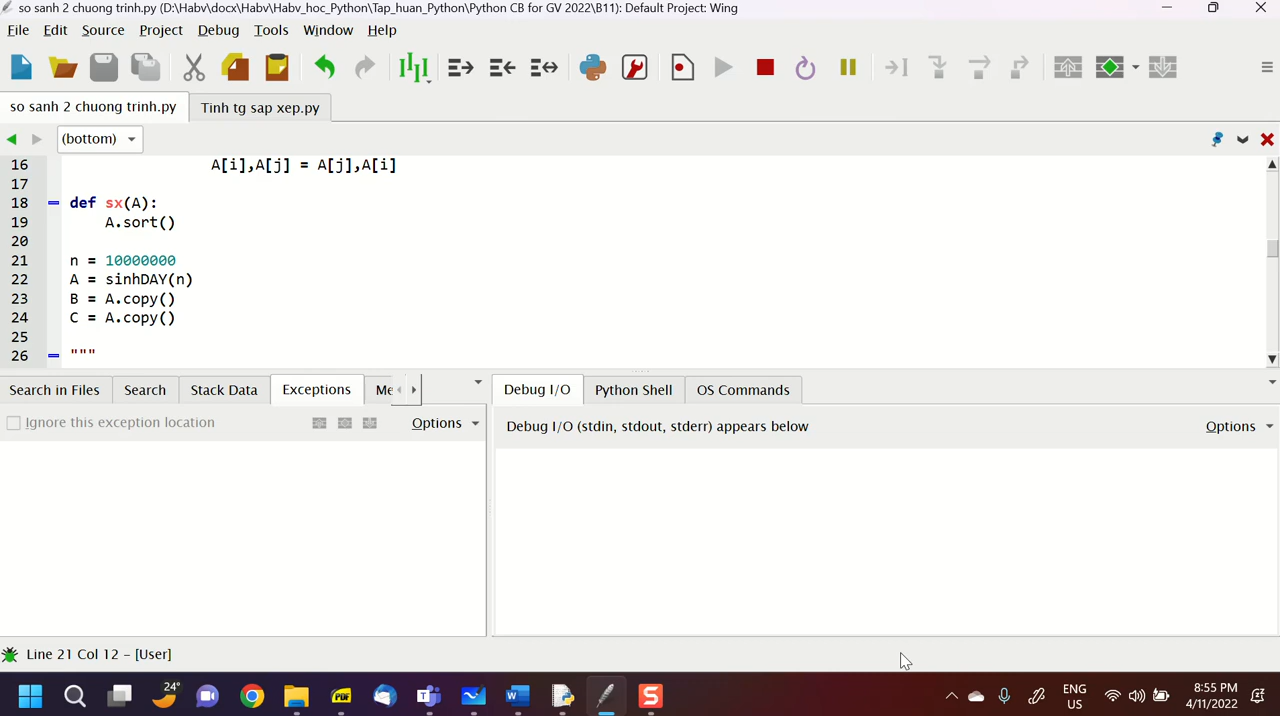 so sanh 2 chuong trinh.py (D:\Habv\docx\Habv\Habv_hoc_Python\Tap_huan_Python\Python CB for GV 2022\B11): Default Project: Wing
File Edit Source Project Debug Tools Window Help
so sanh 2 chuong trinh.py Tinh tg sap xep.py
(bottom)
16 A[i],A[j] = A[j],A[i]
17
18 def sx(A):
19 A.sort()
20
21 n = 10000000
22 A = sinhDAY(n)
23 B = A.copy()
24 C = A.copy()
25
26 """
Search in Files Search Stack Data Exceptions Me
Debug I/O Python Shell OS Commands
Ignore this exception location Options
Debug I/O (stdin, stdout, stderr) appears below Options
Line 21 Col 12 – [User]
24°
PDF
ENG
US
8:55 PM
4/11/2022